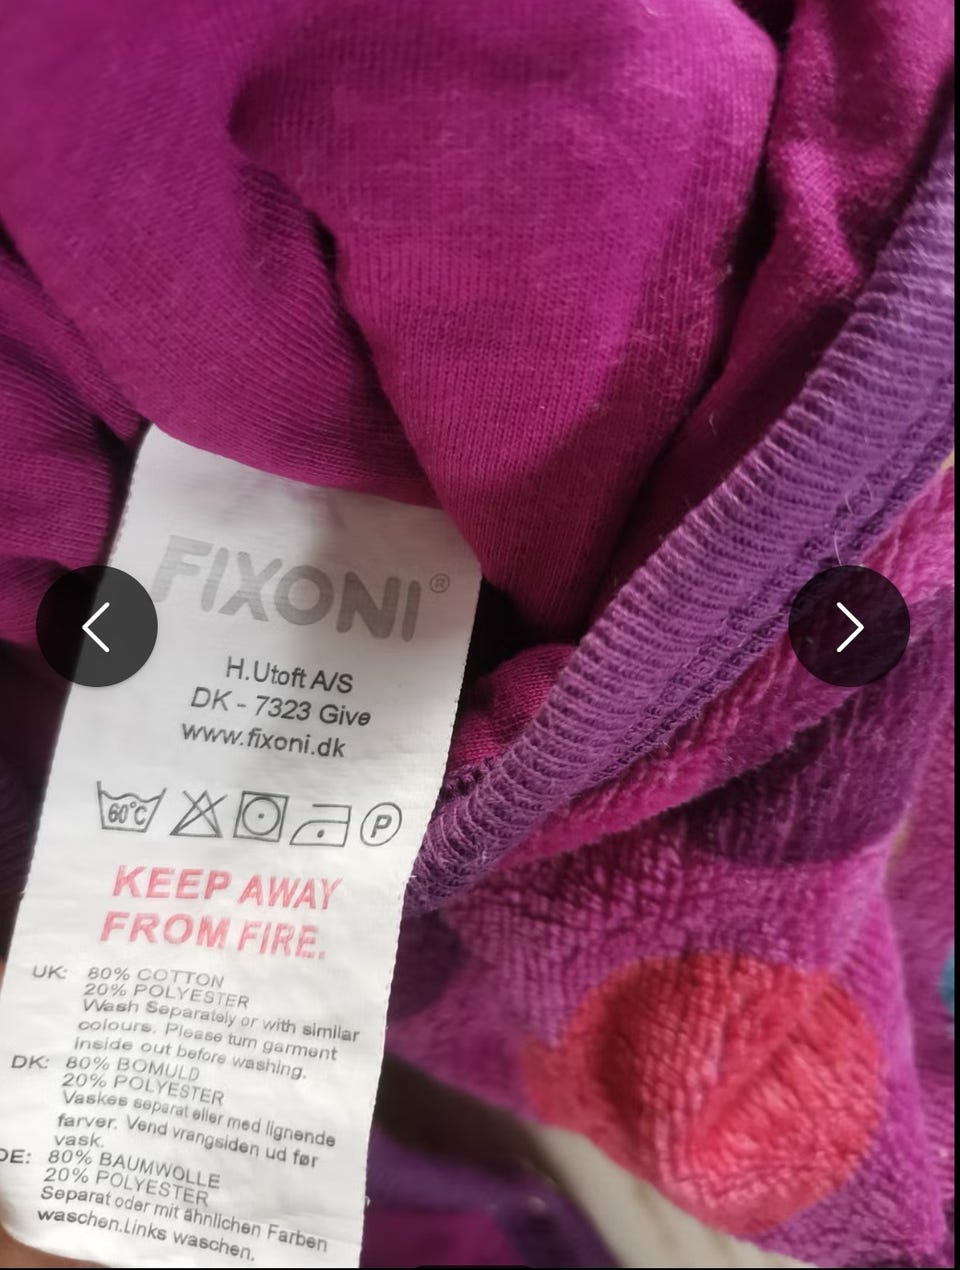 FIXONI®
H.Utoft A/S
DK - 7323 Give
www.fixoni.dk
60°C P
KEEP AWAY
FROM FIRE.
UK: 80% COTTON
20% POLYESTER
Wash Separately or with similar
colours. Please turn garment
inside out before washing.
DK: 80% BOMULD
20% POLYESTER
Vaskes separat eller med lignende
farver. Vend vrangsiden ud før
vask.
DE: 80% BAUMWOLLE
20% POLYESTER
Separat oder mit ähnlichen Farben
waschen.Links waschen.